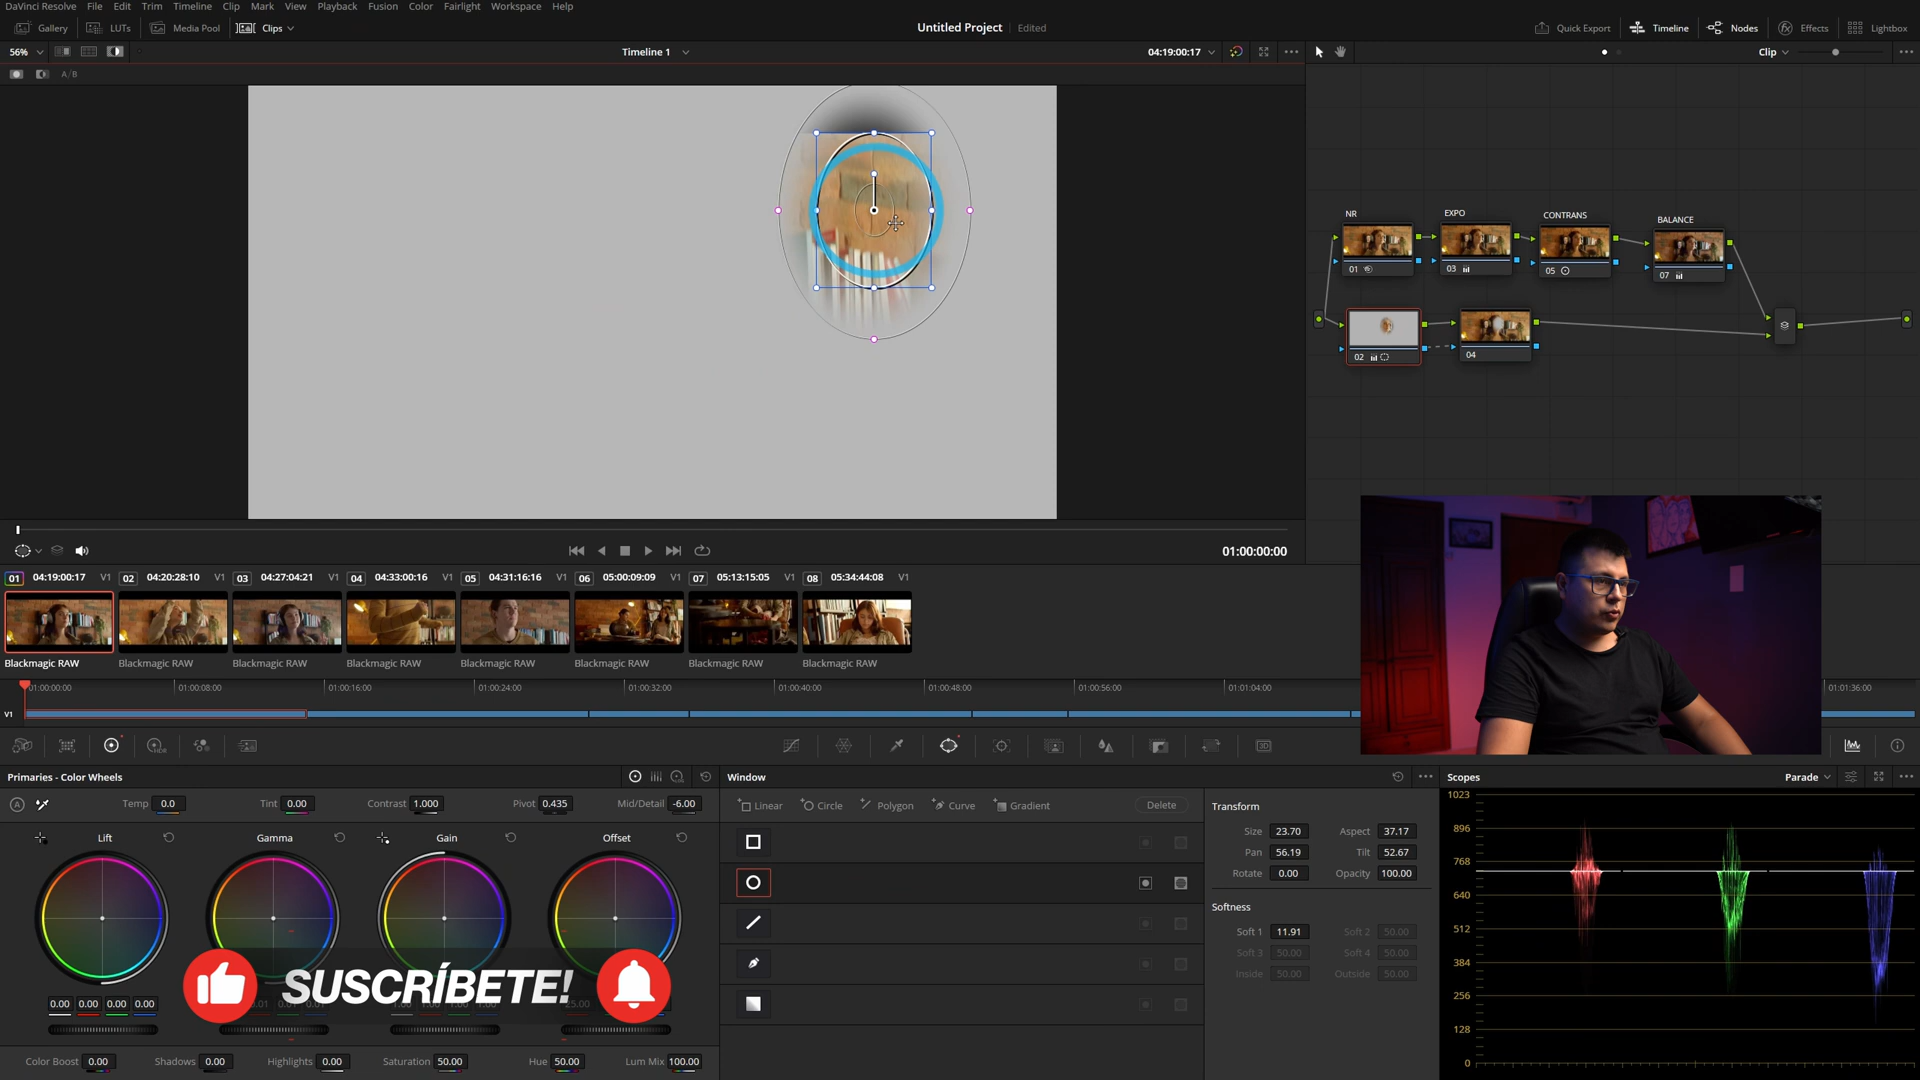 DaVinci Resolve File Edit Trim Timeline Clip Mark View Playback Fusion Color Fairlight Workspace Help
Gallery LUTs Media Pool Clips Untitled Project Edited Quick Export Timeline Nodes Effects Lightbox
56% Timeline 1 04:19:00:17 Clip
A/B
NR EXPO CONTRANS BALANCE
01 03 05 07
02 04
01:00:00:00
01 04:19:00:17 V1 02 04:20:28:10 V1 03 04:27:04:21 V1 04 04:33:00:16 V1 05 04:31:16:16 V1 06 05:00:09:09 V1 07 05:13:15:05 V1 08 05:34:44:08 V1
Blackmagic RAW Blackmagic RAW Blackmagic RAW Blackmagic RAW Blackmagic RAW Blackmagic RAW Blackmagic RAW Blackmagic RAW
01:00:00:00 01:00:08:00 01:00:16:00 01:00:24:00 01:00:32:00 01:00:40:00 01:00:48:00 01:00:56:00 01:01:04:00 01:01:36:00
V1
3D
Primaries - Color Wheels Window Scopes Parade
A Temp 0.0 Tint 0.00 Contrast 1.000 Pivot 0.435 Mid/Detail -6.00
Linear Circle Polygon Curve Gradient Delete
Lift Gamma Gain Offset
Transform
Size 23.70 Aspect 37.17
Pan 56.19 Tilt 52.67
Rotate 0.00 Opacity 100.00
Softness
Soft 1 11.91 Soft 2 50.00
Soft 3 50.00 Soft 4 50.00
Inside 50.00 Outside 50.00
1023
896
768
640
512
384
256
128
0
SUSCRÍBETE!
0.00 0.00 0.00 0.00
Color Boost 0.00 Shadows 0.00 Highlights 0.00 Saturation 50.00 Hue 50.00 Lum Mix 100.00